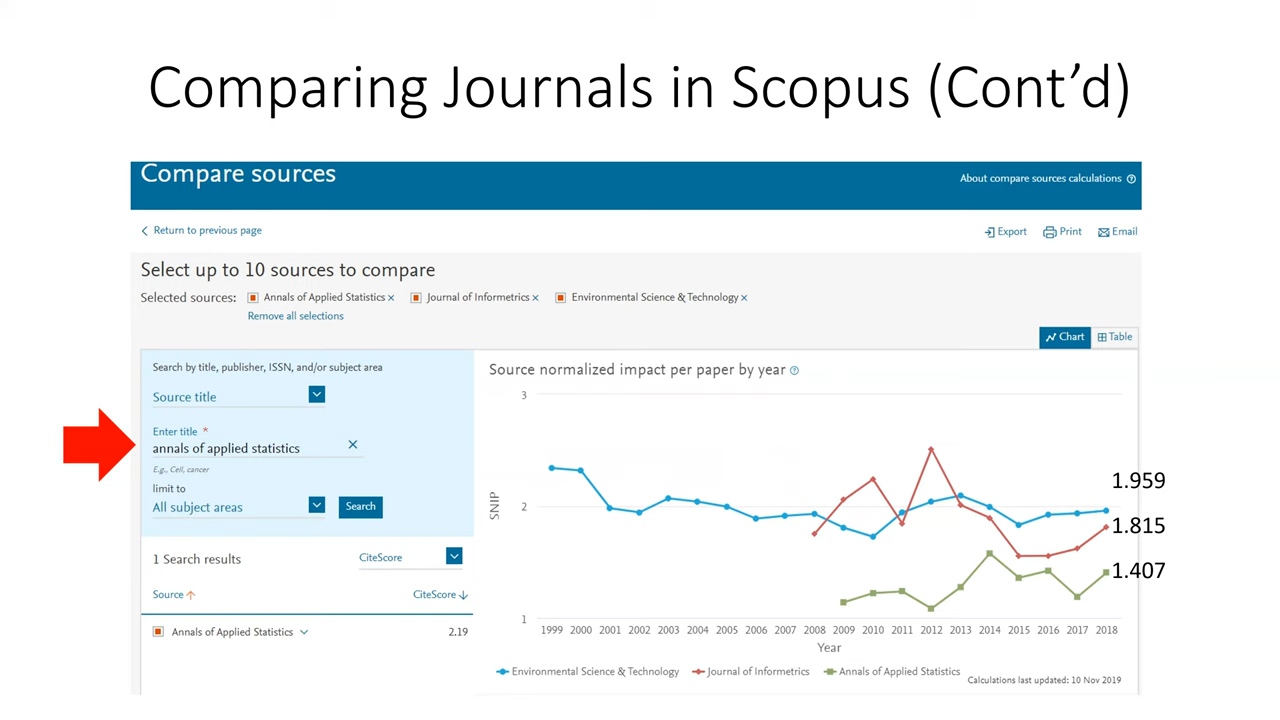 Comparing Journals in Scopus (Cont’d)
Compare sources
About compare sources calculations
Return to previous page
Export Print Email
Select up to 10 sources to compare
Selected sources: Annals of Applied Statistics × Journal of Informetrics × Environmental Science & Technology ×
Remove all selections
Chart Table
Search by title, publisher, ISSN, and/or subject area
Source title
Enter title *
annals of applied statistics ×
E.g., Cell, cancer
limit to
All subject areas Search
1 Search results CiteScore
Source CiteScore
Annals of Applied Statistics 2.19
Source normalized impact per paper by year
3
2
1
SNIP
1.959
1.815
1.407
1999 2000 2001 2002 2003 2004 2005 2006 2007 2008 2009 2010 2011 2012 2013 2014 2015 2016 2017 2018
Year
Environmental Science & Technology Journal of Informetrics Annals of Applied Statistics
Calculations last updated: 10 Nov 2019